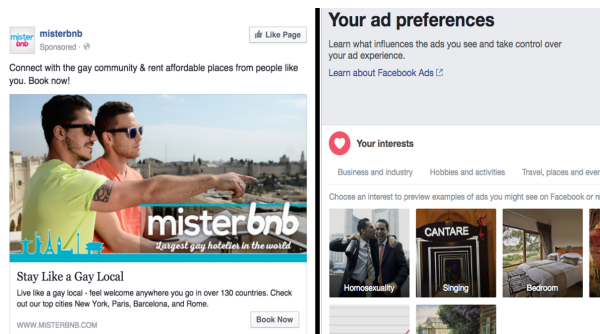 mister
bnb
misterbnb
Sponsored ·
Like Page
Connect with the gay community & rent affordable places from people like
you. Book now!
misterbnb
Largest gay hotelier in the world
Stay Like a Gay Local
Live like a gay local - feel welcome anywhere you go in over 130 countries. Check
out our top cities New York, Paris, Barcelona, and Rome.
WWW.MISTERBNB.COM
Book Now
Your ad preferences
Learn what influences the ads you see and take control over
your ad experience.
Learn about Facebook Ads
Your interests
Business and industry
Hobbies and activities
Travel, places and ever
Choose an interest to preview examples of ads you might see on Facebook or re
CANTARE
Homosexuality
Singing
Bedroom